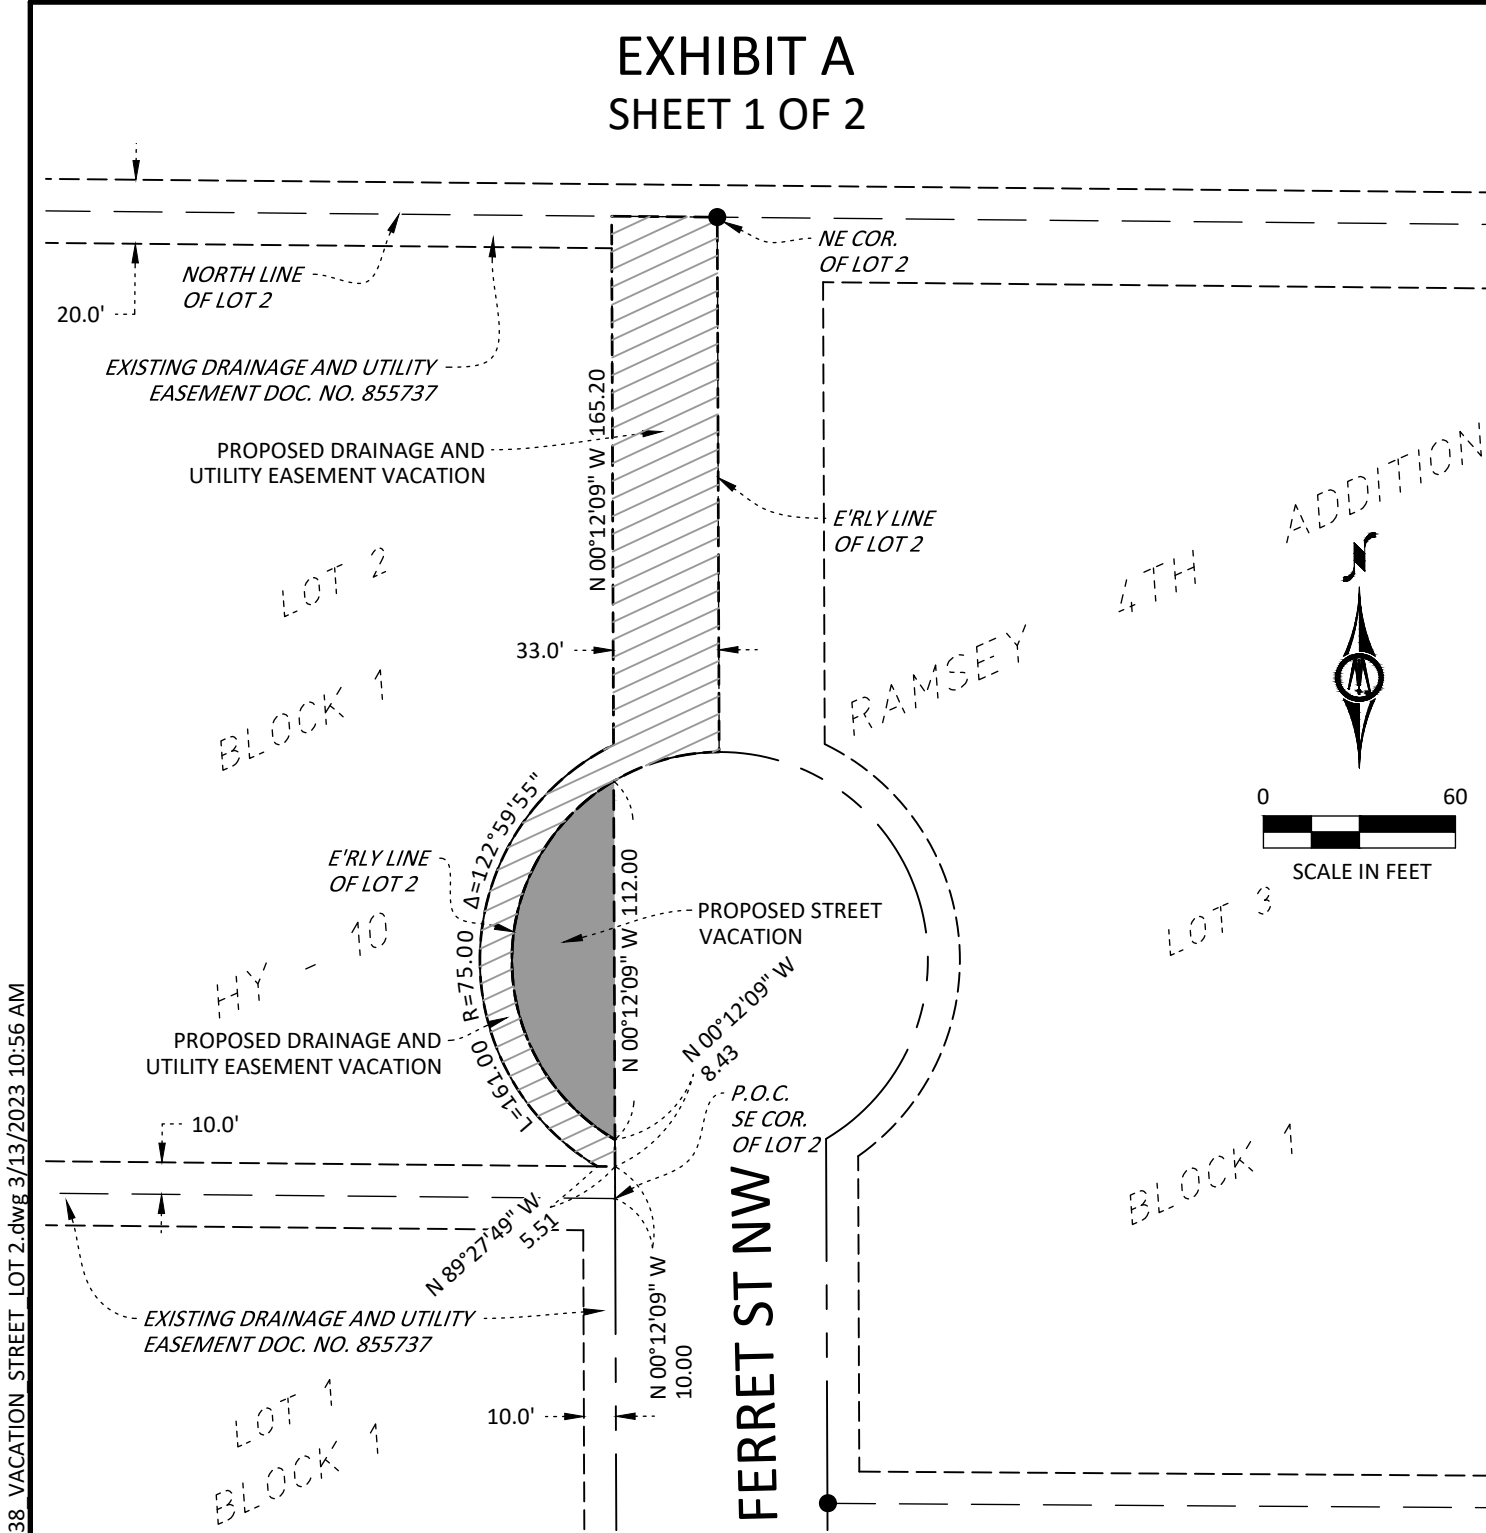 EXHIBIT A
SHEET 1 OF 2
NE COR.
OF LOT 2
NORTH LINE
OF LOT 2
20.0'
EXISTING DRAINAGE AND UTILITY
EASEMENT DOC. NO. 855737
N 00°12'09" W 165.20
PROPOSED DRAINAGE AND
UTILITY EASEMENT VACATION
E'RLY LINE
OF LOT 2
RAMSEY 4TH ADDITION
N
LOT 2
BLOCK 1
33.0'
0 60
SCALE IN FEET
L=161.00 R=75.00 Δ=122°59'55"
E'RLY LINE
OF LOT 2
N 00°12'09" W 112.00
PROPOSED STREET
VACATION
LOT 3
BLOCK 1
HY - 10
N 00°12'09" W
8.43
PROPOSED DRAINAGE AND
UTILITY EASEMENT VACATION
P.O.C.
SE COR.
OF LOT 2
10.0'
N 89°27'49" W
5.51
N 00°12'09" W
10.00
FERRET ST NW
EXISTING DRAINAGE AND UTILITY
EASEMENT DOC. NO. 855737
LOT 1
BLOCK 1
10.0'
38 VACATION STREET LOT 2.dwg 3/13/2023 10:56 AM